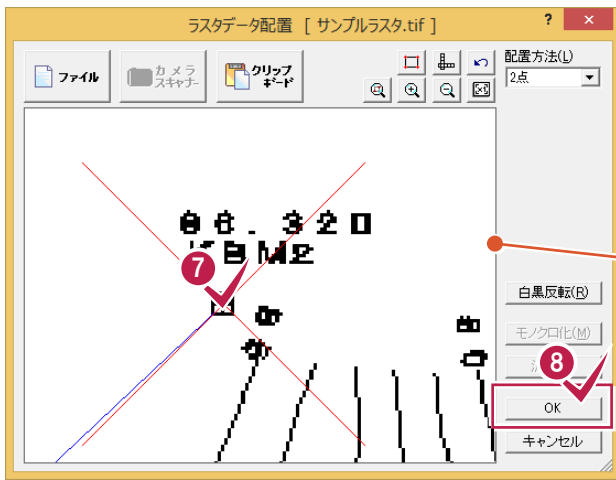 ラスタデータ配置 [ サンプルラスタ.tif ]
? ×
ファイル
カメラ
スキャナー
クリップ
ボード
配置方法(L)
2点
06.320
KBM2
7
白黒反転(R)
モノクロ化(M)
8
OK
キャンセル